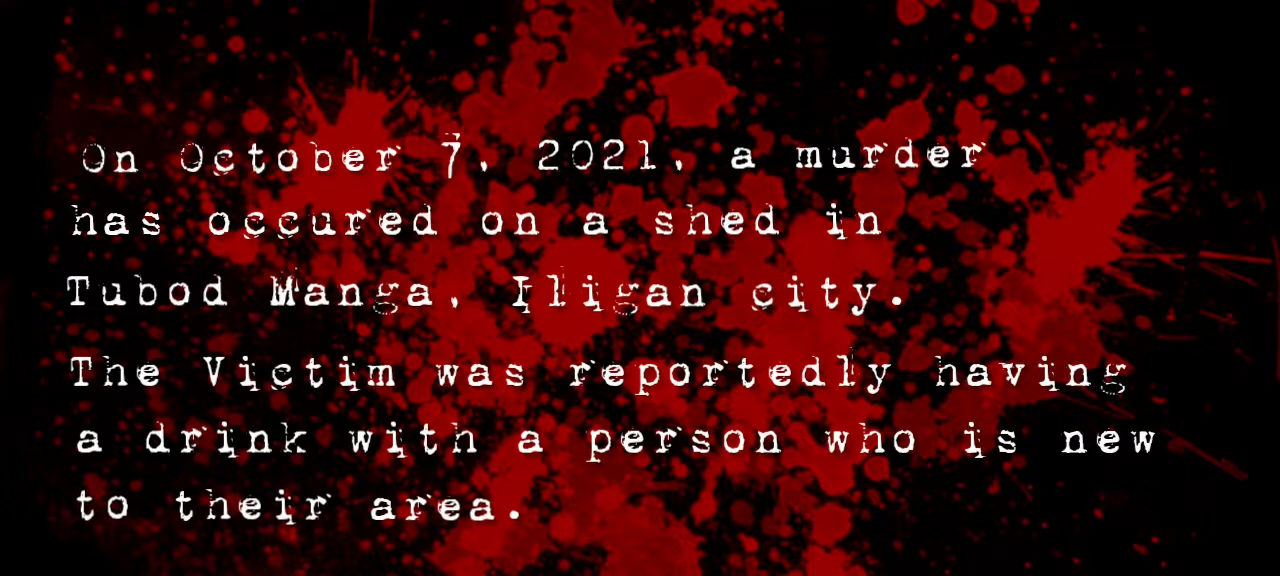 On October 7, 2021, a murder
has occured on a shed in
Tubod Manga, Iligan city.
The Victim was reportedly having
a drink with a person who is new
to their area.